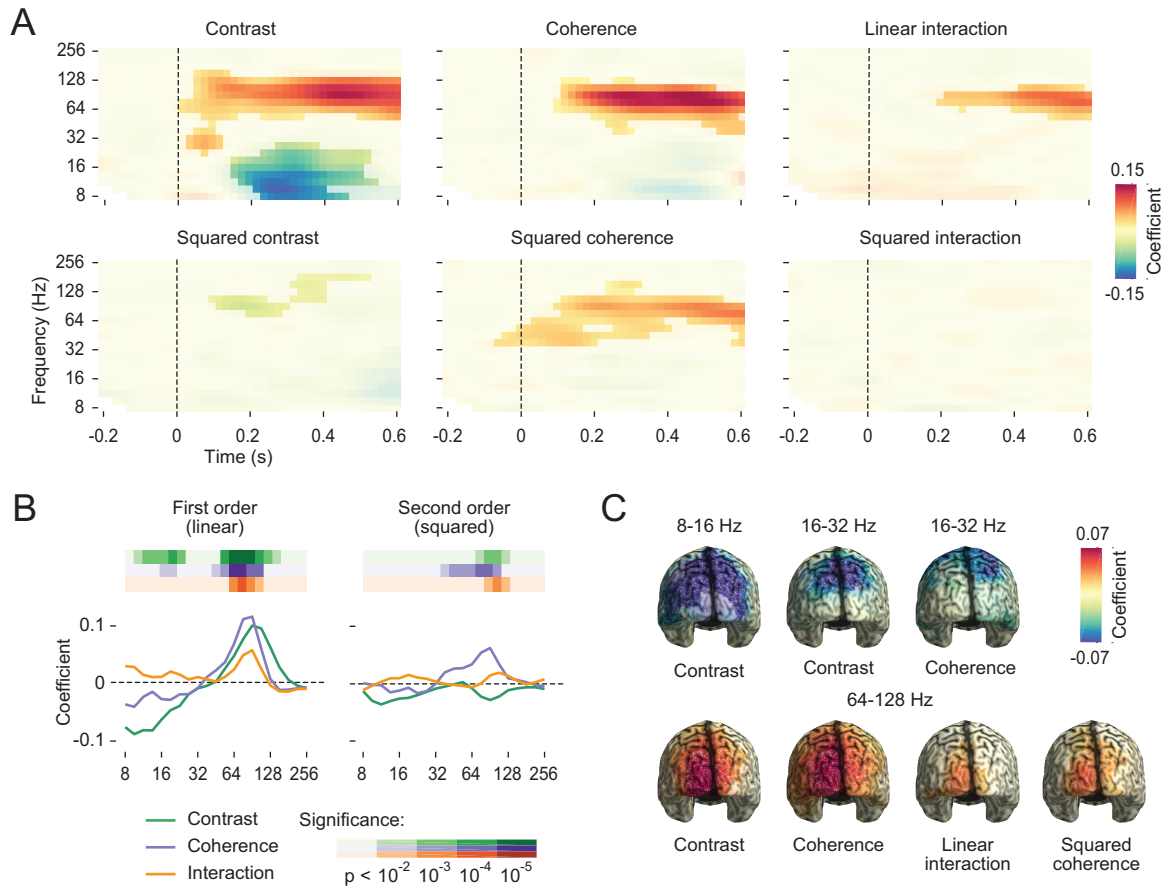 A
Contrast
Coherence
Linear interaction
256
128
64
32
16
8
0.15
-0.15
Coefficient
Squared contrast
Squared coherence
Squared interaction
256
128
64
32
16
8
Frequency (Hz)
-0.2 0 0.2 0.4 0.6
-0.2 0 0.2 0.4 0.6
-0.2 0 0.2 0.4 0.6
Time (s)
B
First order
(linear)
Second order
(squared)
0.1
0
-0.1
Coefficient
8 16 32 64 128 256
8 16 32 64 128 256
Contrast
Coherence
Interaction
Significance:
p < 10-2 10-3 10-4 10-5
C
8-16 Hz
16-32 Hz
16-32 Hz
0.07
-0.07
Coefficient
Contrast
Contrast
Coherence
64-128 Hz
Contrast
Coherence
Linear
interaction
Squared
coherence